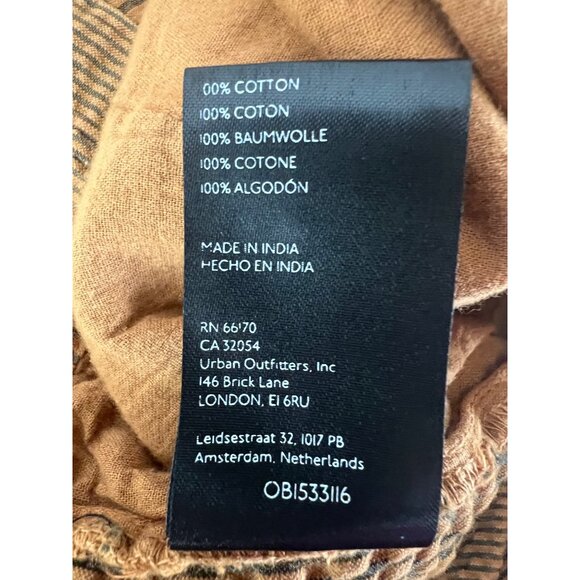 00% COTTON
100% COTON
100% BAUMWOLLE
100% COTONE
100% ALGODÓN
MADE IN INDIA
HECHO EN INDIA
RN 66170
CA 32054
Urban Outfitters, Inc
146 Brick Lane
LONDON, E1 6RU
Leidsestraat 32, 1017 PB
Amsterdam, Netherlands
OB1533116